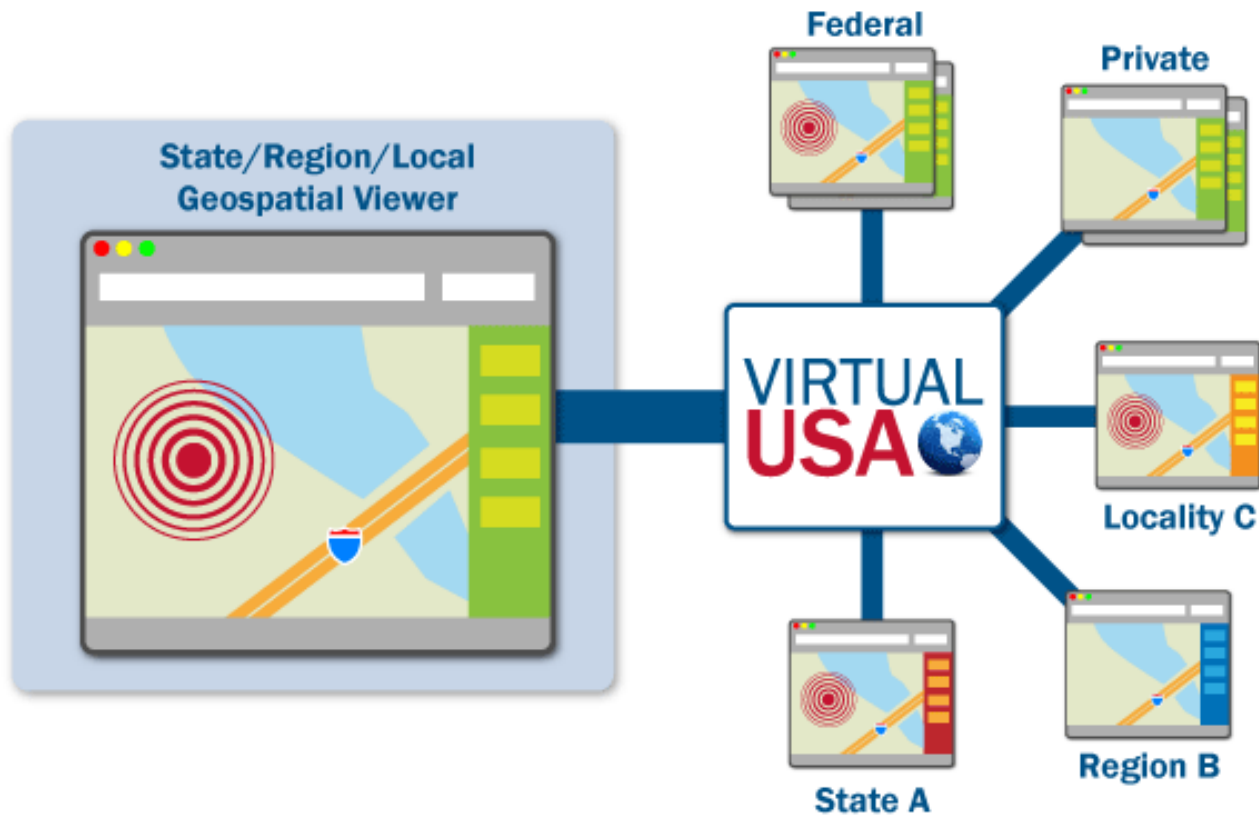 Federal
Private
State/Region/Local
Geospatial Viewer
VIRTUAL
USA
Locality C
Region B
State A